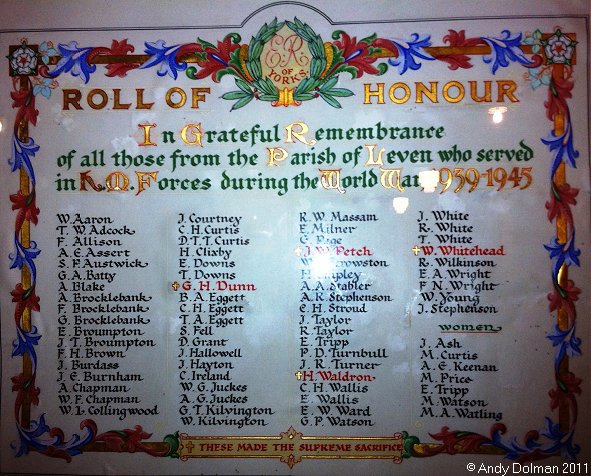 E R
OF
YORKS.
ROLL OF HONOUR
In Grateful Remembrance
of all those from the Parish of Leven who served
in H.M. Forces during the World War 1939-1945
W. Aaron
T. W. Adcock
F. Allison
A. E. Assert
S. F. Austwick
G. A. Batty
A. Blake
A. Brocklebank
F. Brocklebank
G. Brocklebank
E. Broumpton
J. T. Broumpton
F. H. Brown
J. Burdass
J. E. Burnham
A. Chapman
W. F. Chapman
W. L. Collingwood
J. Courtney
C. H. Curtis
D. T. T. Curtis
H. Clixby
E. Downs
T. Downs
G. H. Dunn
B. A. Eggett
C. H. Eggett
T. A. Eggett
S. Fell
D. Grant
J. Hallowell
J. Hayton
C. Ireland
W. G. Juckes
A. G. Juckes
G. T. Kilvington
W. Kilvington
R. W. Massam
E. Milner
G. Page
J. W. Petch
A. A. Stabler
A. R. Stephenson
C. H. Stroud
J. Taylor
R. Taylor
E. Tripp
P. D. Turnbull
J. R. Turner
H. Waldron
C. H. Wallis
E. Wallis
E. W. Ward
G. P. Watson
J. White
R. White
T. White
W. Whitehead
R. Wilkinson
E. A. Wright
F. N. Wright
W. Young
J. Stephenson
women
J. Ash
M. Curtis
A. E. Keenan
M. Price
E. Tripp
M. Watson
M. A. Watling
THESE MADE THE SUPREME SACRIFICE
© Andy Dolman 2011